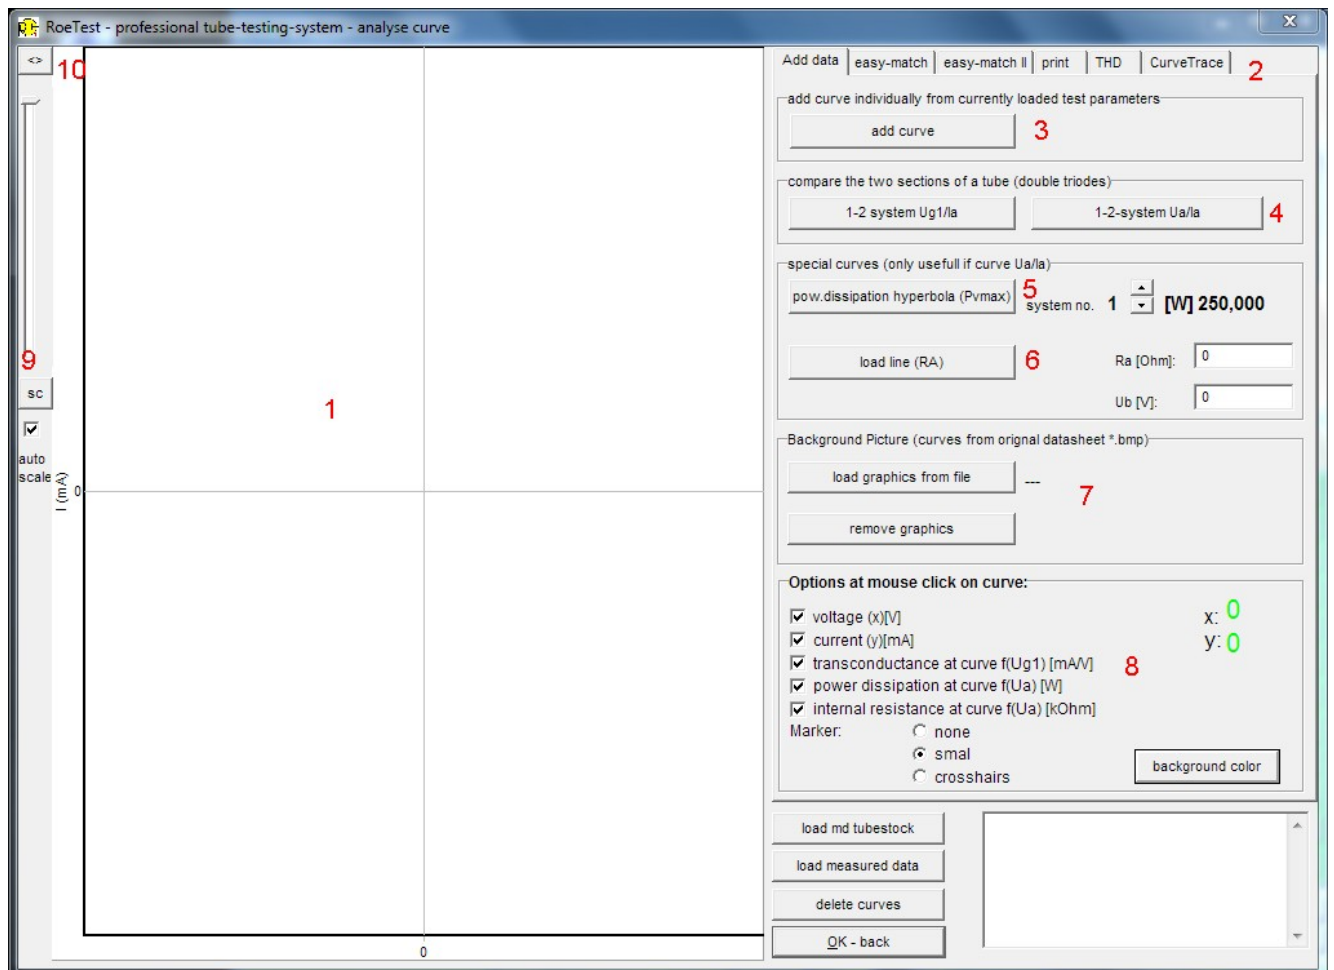 RoeTest - professional tube-testing-system - analyse curve
x
<> 10
Add data easy-match easy-match II print THD CurveTrace 2
add curve individually from currently loaded test parameters
add curve 3
compare the two sections of a tube (double triodes)
1-2 system Ug1/Ia 1-2-system Ua/Ia 4
special curves (only usefull if curve Ua/Ia)
pow.dissipation hyperbola (Pvmax) 5 system no. 1 [W] 250,000
9
load line (RA) 6 Ra [Ohm]: 0
sc
1
Ub [V]: 0
auto
scale
I (mA)
0
Background Picture (curves from orignal datasheet *.bmp)
load graphics from file ---
7
remove graphics
Options at mouse click on curve:
voltage (x)[V] x: 0
current (y)[mA] y: 0
transconductance at curve f(Ug1) [mA/V] 8
power dissipation at curve f(Ua) [W]
internal resistance at curve f(Ua) [kOhm]
Marker: none
smal
crosshairs
background color
load md tubestock
load measured data
delete curves
OK - back
0